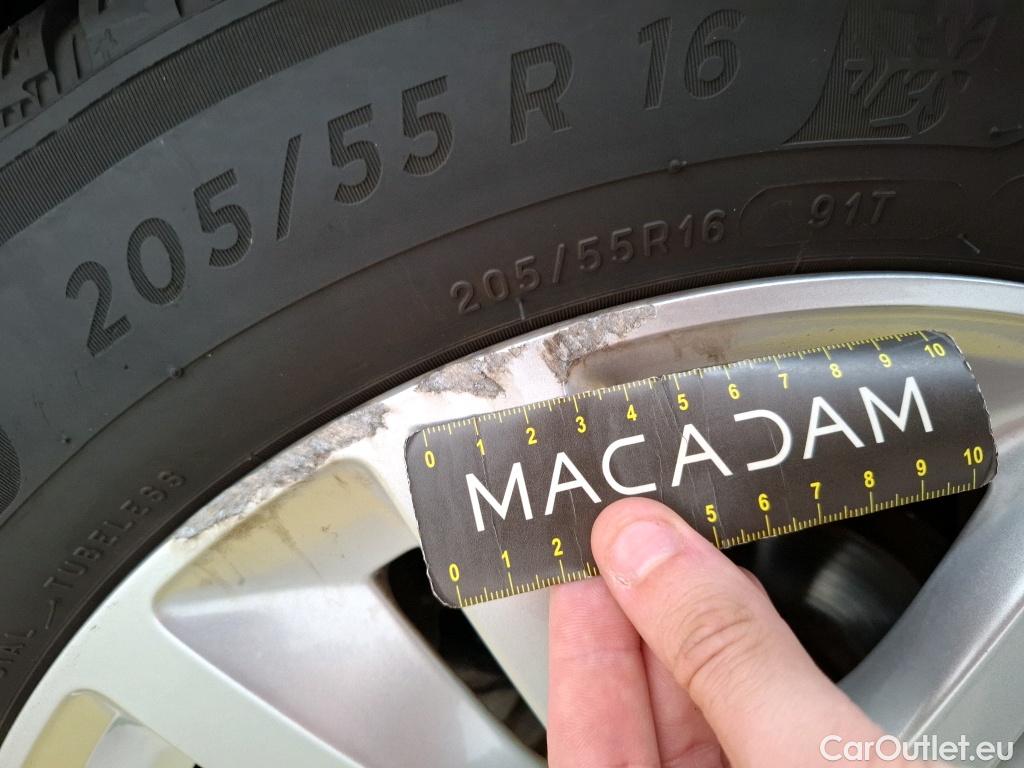 205/55 R 16
205/55R16 91T
TUBELESS
0 1 2 3 4 5 6 7 8 9 10
MACADAM
0 1 2 5 6 7 8 9 10
CarOutlet.eu